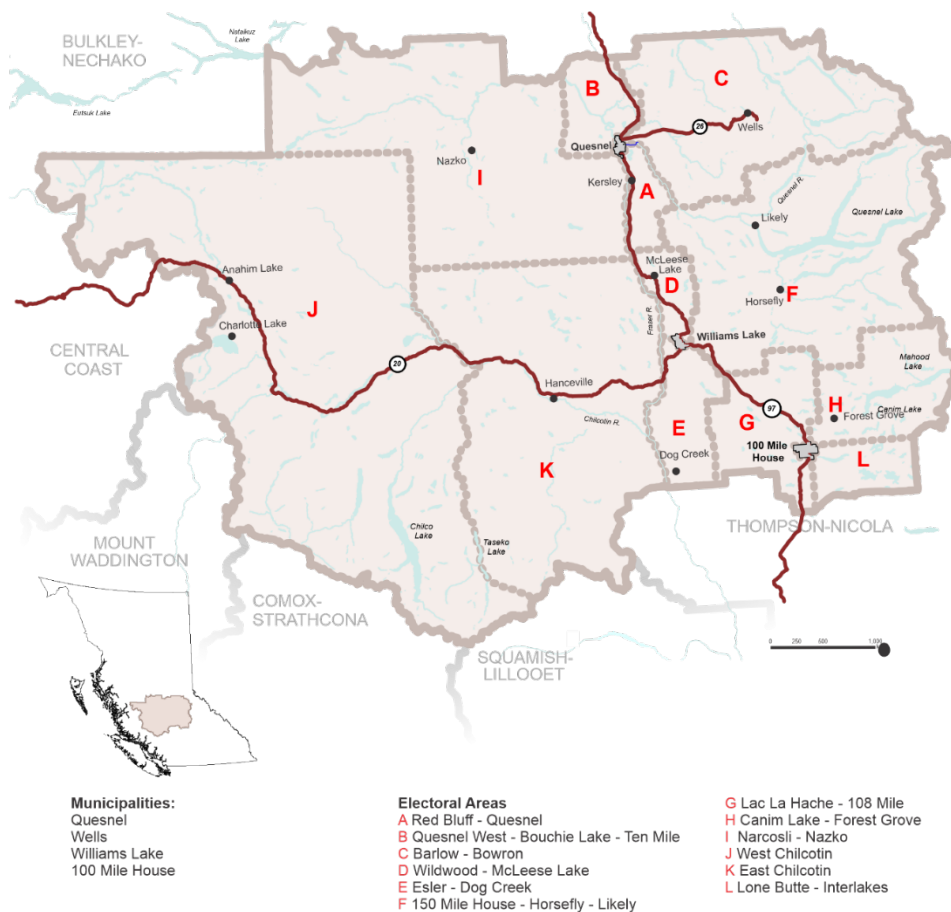 BULKLEY-
NECHAKO
Natakuz
Lake
Eutsuk Lake
B
C
26
Wells
Quesnel
Nazko
I
Kersley
A
Quesnel R.
Likely
Quesnel Lake
McLeese
Lake
D
Horsefly
F
Anahim Lake
J
Charlotte Lake
Fraser R.
Williams Lake
CENTRAL
COAST
20
Mahood
Lake
Hanceville
97
H
Canim Lake
Forest Grove
Chilcotin R.
E
G
100 Mile
House
Dog Creek
K
L
Chilco
Lake
Taseko
Lake
THOMPSON-NICOLA
MOUNT
WADDINGTON
COMOX-
STRATHCONA
SQUAMISH-
LILLOOET
0 250 500 1,000
Municipalities:
Quesnel
Wells
Williams Lake
100 Mile House
Electoral Areas
A Red Bluff - Quesnel
B Quesnel West - Bouchie Lake - Ten Mile
C Barlow - Bowron
D Wildwood - McLeese Lake
E Esler - Dog Creek
F 150 Mile House - Horsefly - Likely
G Lac La Hache - 108 Mile
H Canim Lake - Forest Grove
I Narcosli - Nazko
J West Chilcotin
K East Chilcotin
L Lone Butte - Interlakes